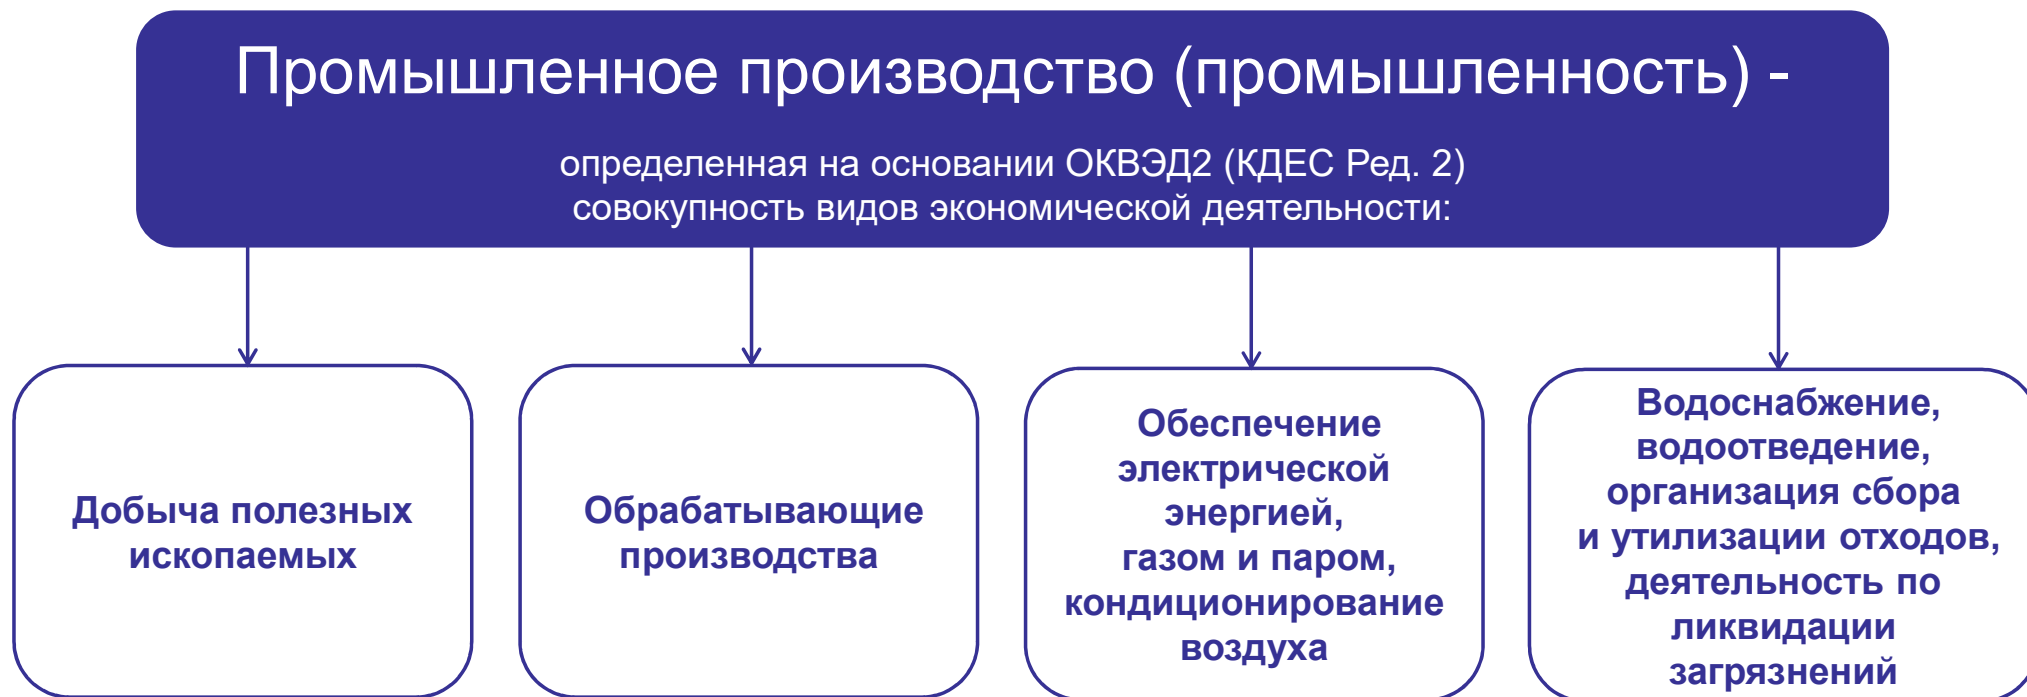 Промышленное производство (промышленность) -
определенная на основании ОКВЭД2 (КДЕС Ред. 2)
совокупность видов экономической деятельности:
Добыча полезных
ископаемых
Обрабатывающие
производства
Обеспечение
электрической
энергией,
газом и паром,
кондиционирование
воздуха
Водоснабжение,
водоотведение,
организация сбора
и утилизации отходов,
деятельность по
ликвидации
загрязнений